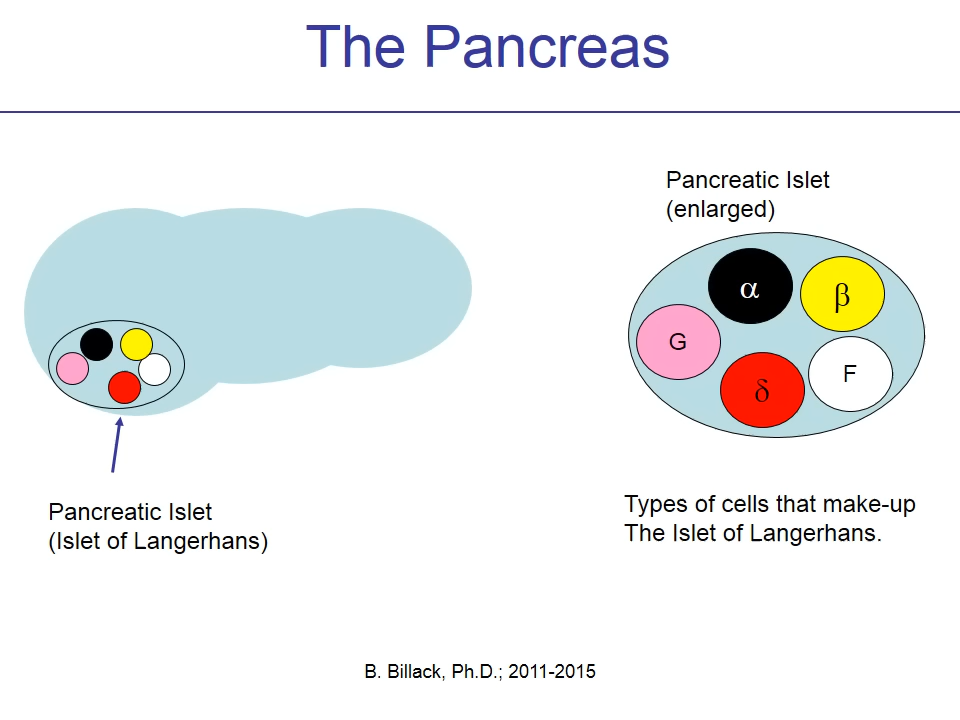 The Pancreas
Pancreatic Islet
(enlarged)
α
β
G
F
δ
Pancreatic Islet
(Islet of Langerhans)
Types of cells that make-up
The Islet of Langerhans.
B. Billack, Ph.D.; 2011-2015